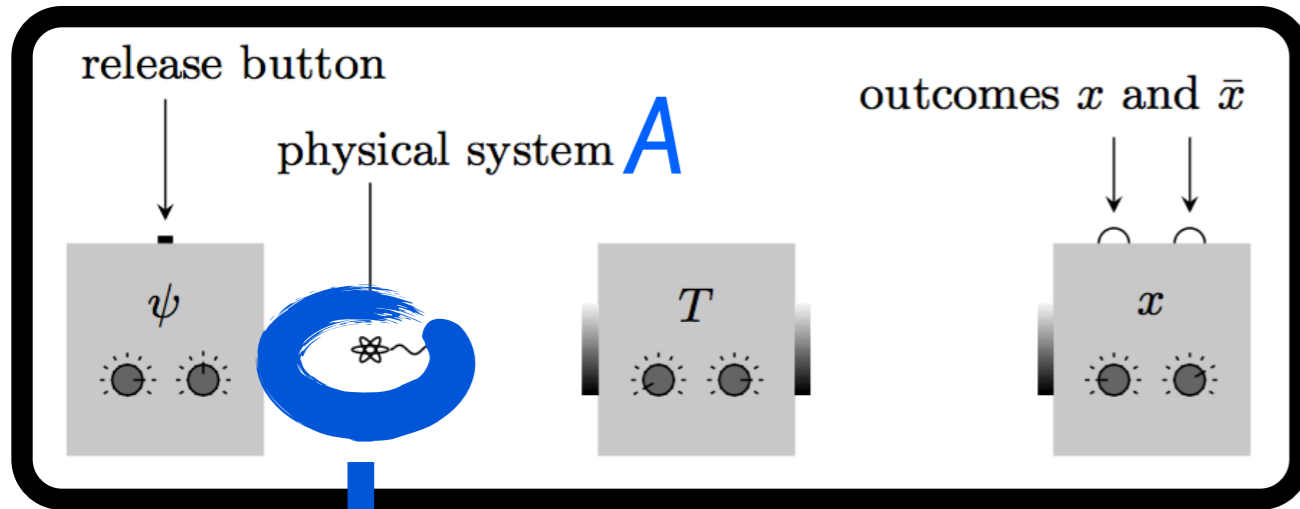 release button
outcomes x and x̄
physical system A
ψ
T
x